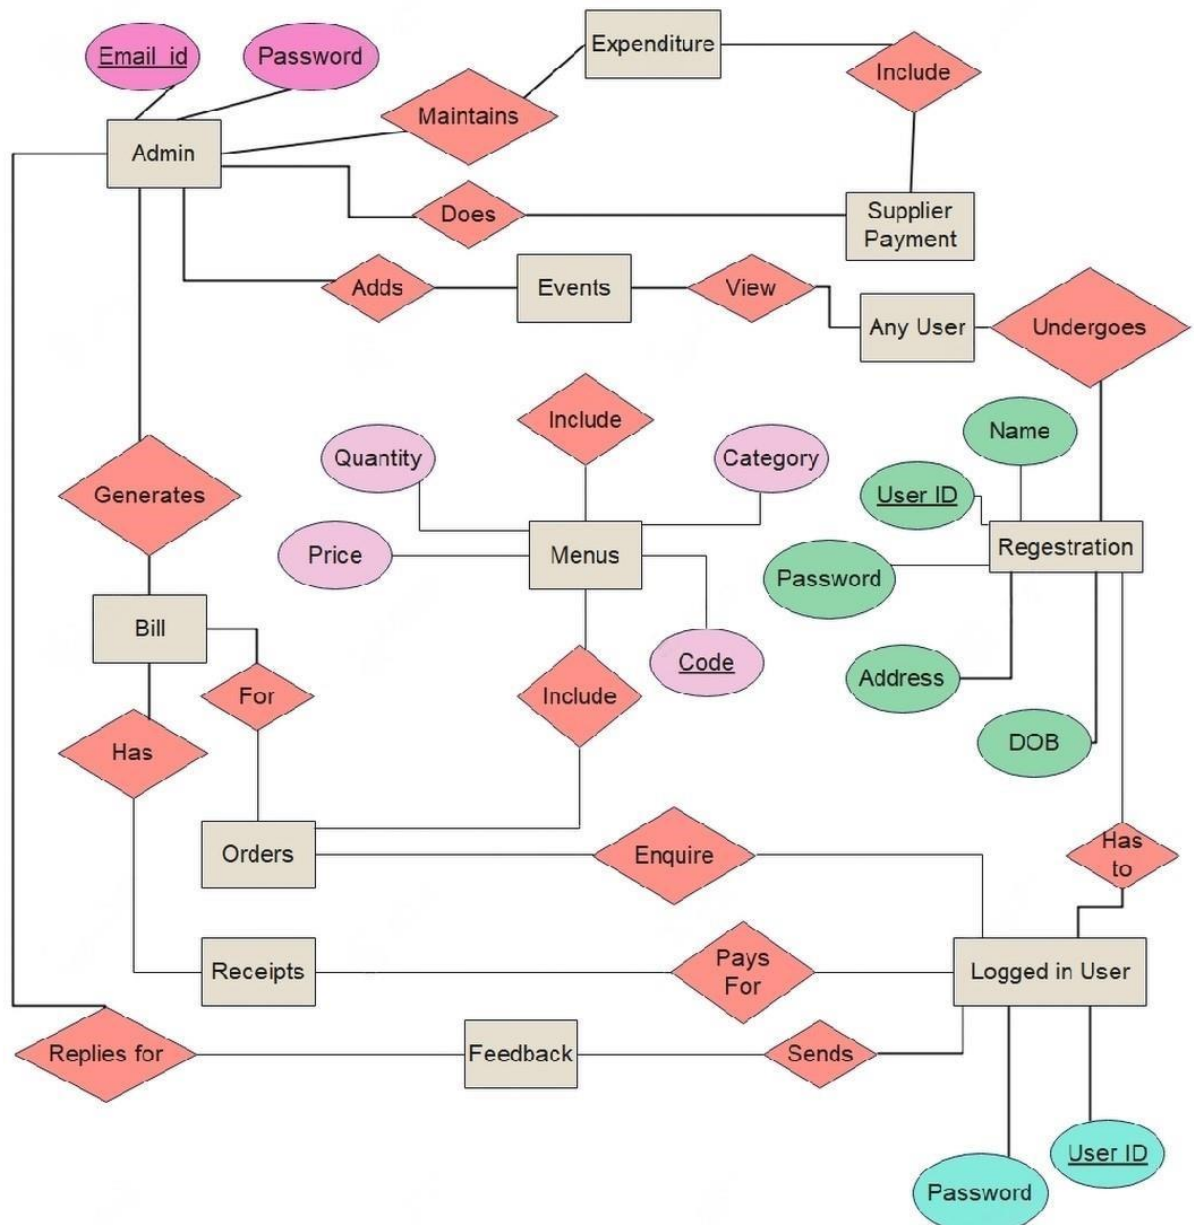 Expenditure
Email_id
Password
Include
Maintains
Admin
Supplier
Payment
Does
Adds
Events
View
Any User
Undergoes
Include
Name
Quantity
Category
User ID
Generates
Price
Menus
Regestration
Password
Bill
Code
Address
For
Include
Has
DOB
Orders
Enquire
Has
to
Receipts
Pays
For
Logged in User
Replies for
Feedback
Sends
User ID
Password